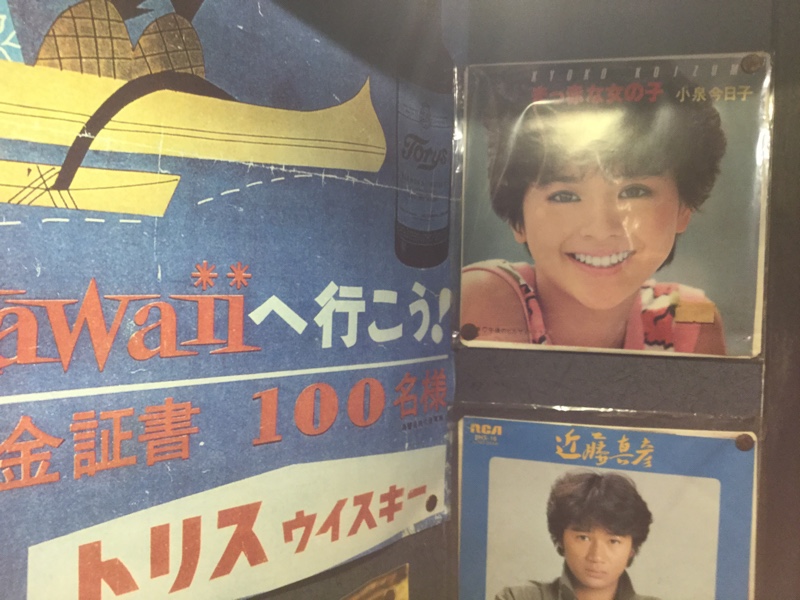 Torys
awaiiへ行こう!
金証書 100名様
トリスウイスキー
KYOKO KOIZUM
まっ赤な女の子 小泉今日子
RCA
近藤真彦